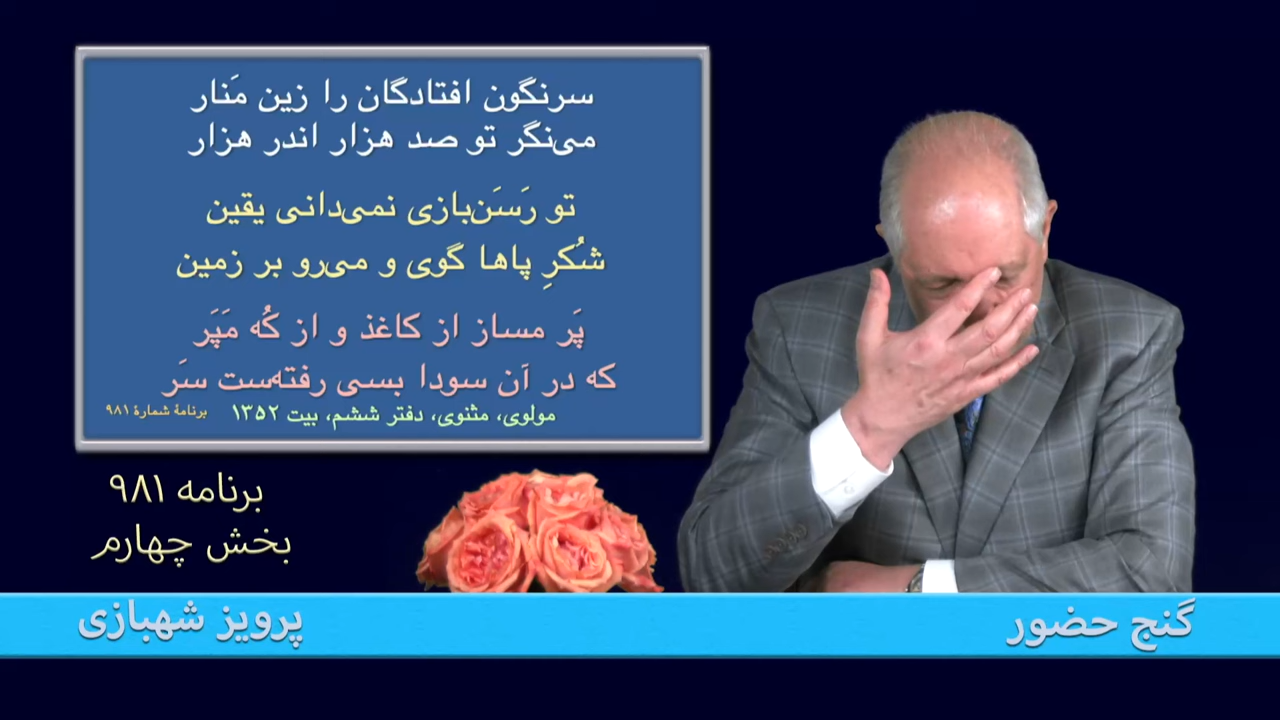 سرنگون افتادگان را زین مَنار
می‌نگر تو صد هزار اندر هزار
تو رَسَن‌بازی نمی‌دانی یقین
شُکرِ پاها گوی و می‌رو بر زمین
پَر مساز از کاغذ و از کُه مَپَر
که در آن سودا بسی رفته‌ست سَر
مولوی، مثنوی، دفتر ششم، بیت ۱۳۵۲
برنامهٔ شمارهٔ ۹۸۱
برنامه ۹۸۱
بخش چهارم
گنج حضور
پرویز شهبازی